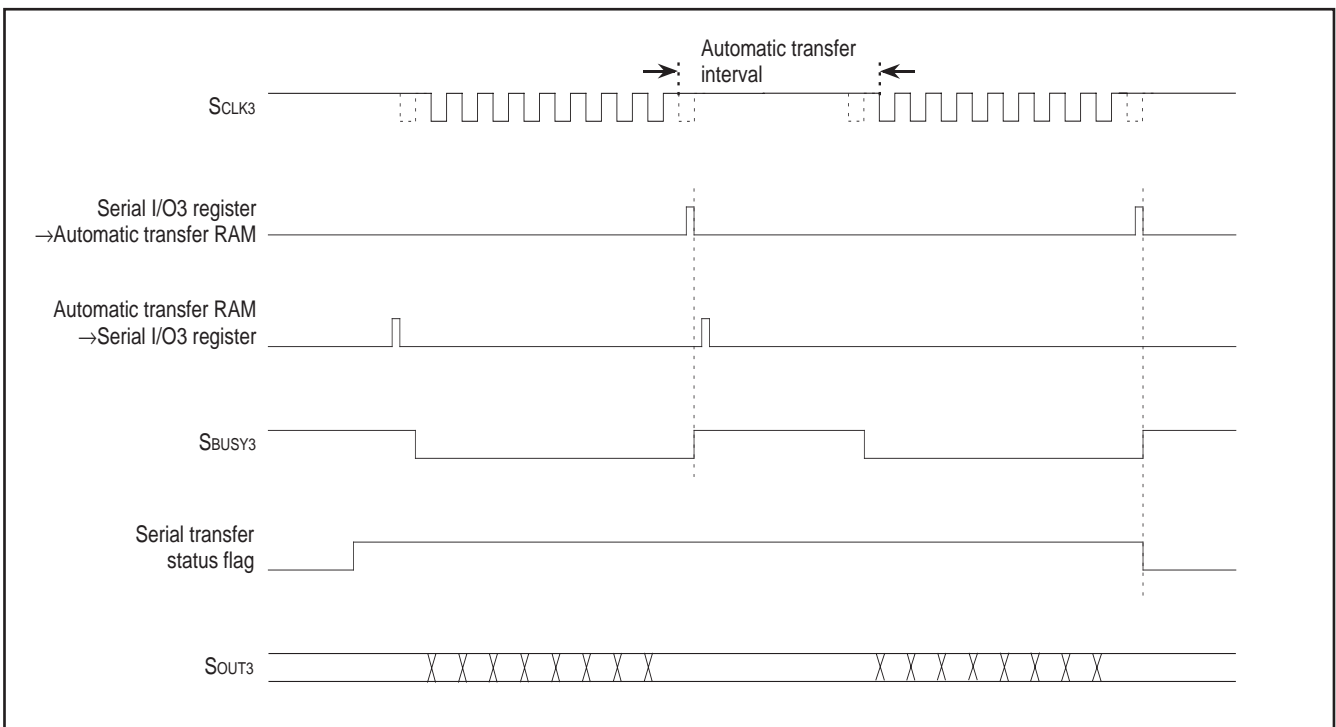 Automatic transfer
interval
SCLK3
Serial I/O3 register
→Automatic transfer RAM
Automatic transfer RAM
→Serial I/O3 register
SBUSY3
Serial transfer
status flag
SOUT3